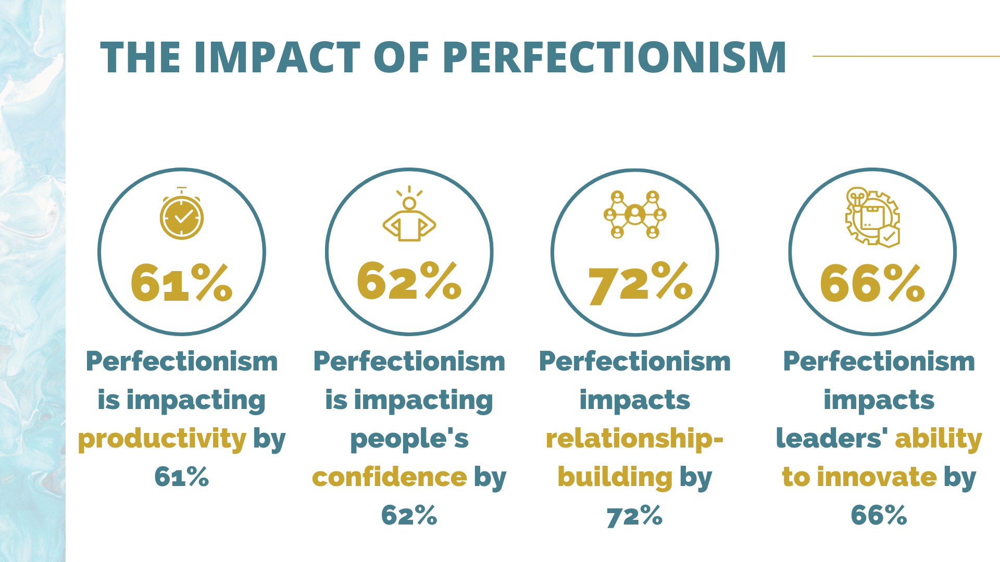 THE IMPACT OF PERFECTIONISM
61%
Perfectionism
is impacting
productivity by
61%
62%
Perfectionism
is impacting
people's
confidence by
62%
72%
Perfectionism
impacts
relationship-
building by
72%
66%
Perfectionism
impacts
leaders' ability
to innovate by
66%